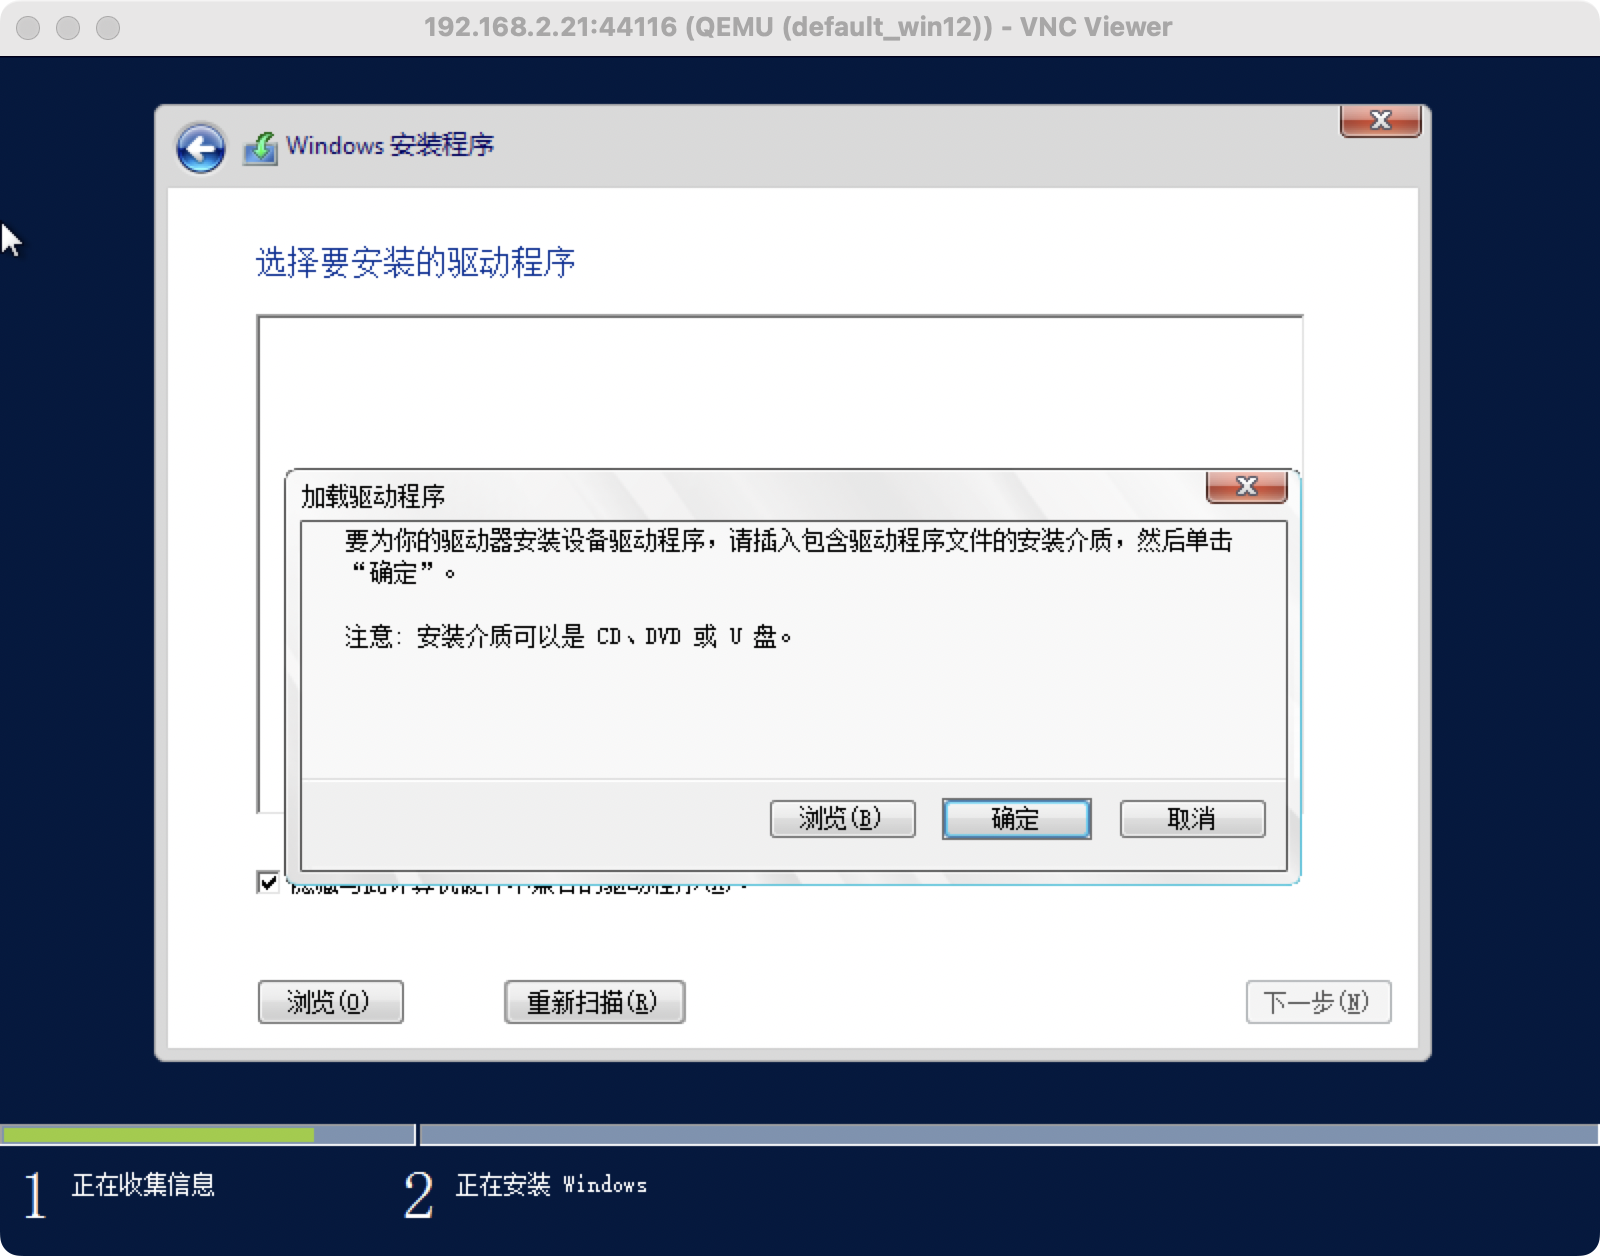 192.168.2.21:44116 (QEMU (default_win12)) - VNC Viewer
Windows 安装程序
选择要安装的驱动程序
加载驱动程序
要为你的驱动器安装设备驱动程序，请插入包含驱动程序文件的安装介质，然后单击
“确定”。
注意: 安装介质可以是 CD、DVD 或 U 盘。
浏览(B)
确定
取消
浏览(O)
重新扫描(R)
下一步(N)
1 正在收集信息
2 正在安装 Windows